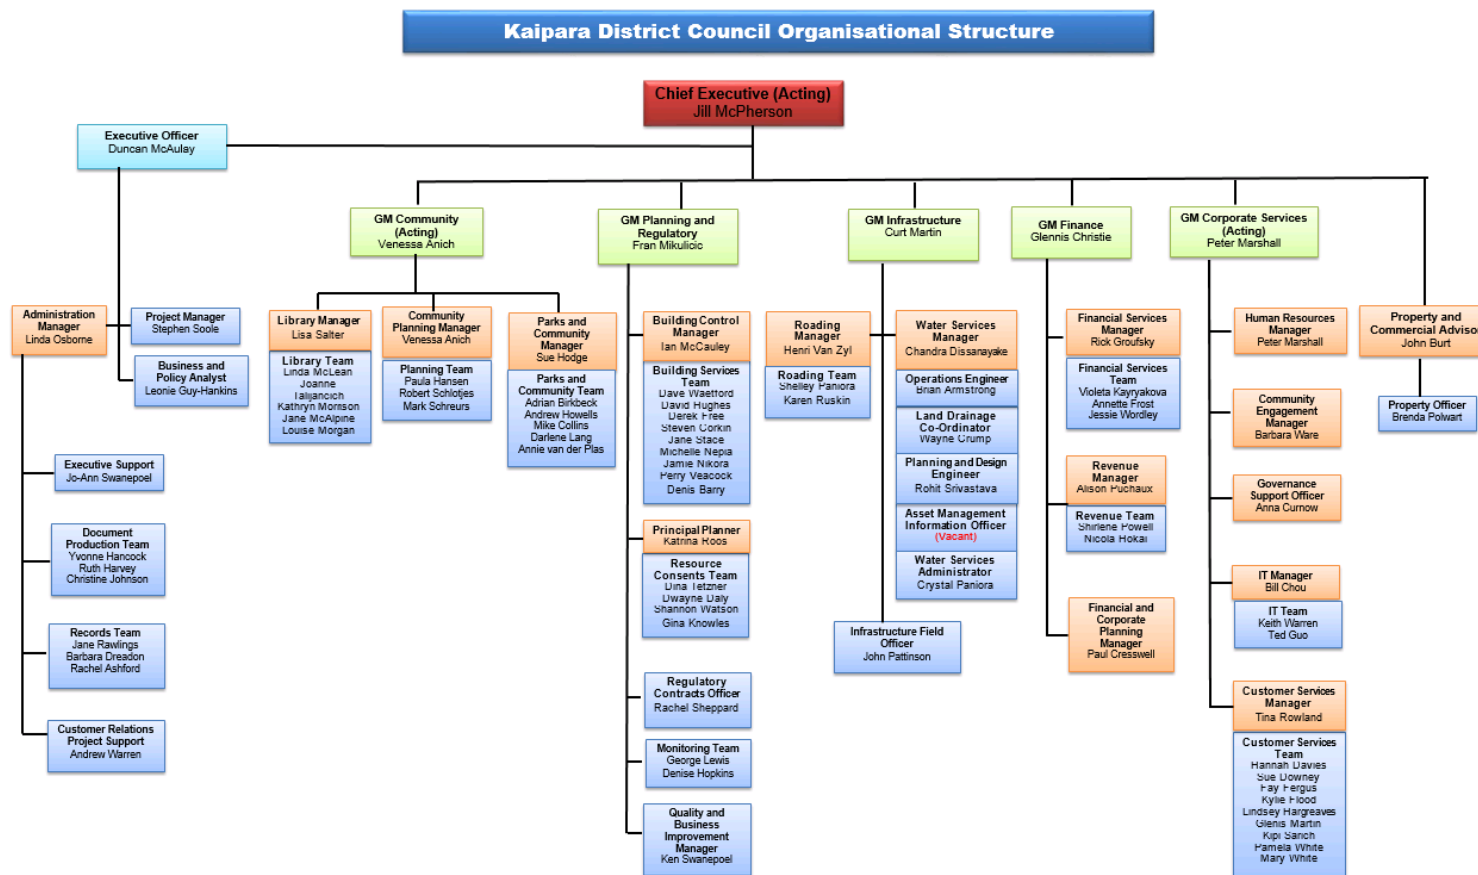 Kaipara District Council Organisational Structure
Chief Executive (Acting)
Jill McPherson
Executive Officer
Duncan McAulay
GM Community
(Acting)
Venessa Anich
GM Planning and
Regulatory
Fran Mikulicic
GM Infrastructure
Curt Martin
GM Finance
Glennis Christie
GM Corporate Services
(Acting)
Peter Marshall
Administration
Manager
Linda Osborne
Project Manager
Stephen Soole
Business and
Policy Analyst
Leonie Guy-Hankins
Executive Support
Jo-Ann Swanepoel
Document
Production Team
Yvonne Hancock
Ruth Harvey
Christine Johnson
Records Team
Jane Rawlings
Barbara Dreadon
Rachel Ashford
Customer Relations
Project Support
Andrew Warren
Library Manager
Lisa Salter
Library Team
Linda McLean
Joanne
Talijancich
Kathryn Morrison
Jane McAlpine
Louise Morgan
Community
Planning Manager
Venessa Anich
Planning Team
Paula Hansen
Robert Schlotjes
Mark Schreurs
Parks and
Community
Manager
Sue Hodge
Parks and
Community Team
Adrian Birkbeck
Andrew Howells
Mike Collins
Darlene Lang
Annie van der Plas
Building Control
Manager
Ian McCauley
Building Services
Team
Dave Waetford
David Hughes
Derek Free
Steven Corkin
Jane Stace
Michelle Nepia
Jamie Nikora
Perry Veacock
Denis Barry
Principal Planner
Katrina Roos
Resource
Consents Team
Dina Tetzner
Dwayne Daly
Shannon Watson
Gina Knowles
Regulatory
Contracts Officer
Rachel Sheppard
Monitoring Team
George Lewis
Denise Hopkins
Quality and
Business
Improvement
Manager
Ken Swanepoel
Roading
Manager
Henri Van Zyl
Roading Team
Shelley Paniora
Karen Ruskin
Water Services
Manager
Chandra Dissanayake
Operations Engineer
Brian Armstrong
Land Drainage
Co-Ordinator
Wayne Crump
Planning and Design
Engineer
Rohit Srivastava
Asset Management
Information Officer
(Vacant)
Water Services
Administrator
Crystal Paniora
Infrastructure Field
Officer
John Pattinson
Financial Services
Manager
Rick Groufsky
Financial Services
Team
Violeta Kayryakova
Annette Frost
Jessie Wordley
Revenue
Manager
Alison Puchaux
Revenue Team
Shirlene Powell
Nicola Hokai
Financial and
Corporate
Planning
Manager
Paul Cresswell
Human Resources
Manager
Peter Marshall
Community
Engagement
Manager
Barbara Ware
Governance
Support Officer
Anna Curnow
IT Manager
Bill Chou
IT Team
Keith Warren
Ted Guo
Customer Services
Manager
Tina Rowland
Customer Services
Team
Hannah Davies
Sue Downey
Fay Fergus
Kylie Flood
Lindsey Hargreaves
Glenis Martin
Kipi Sarich
Pamela White
Mary White
Property and
Commercial Advisor
John Burt
Property Officer
Brenda Polwart